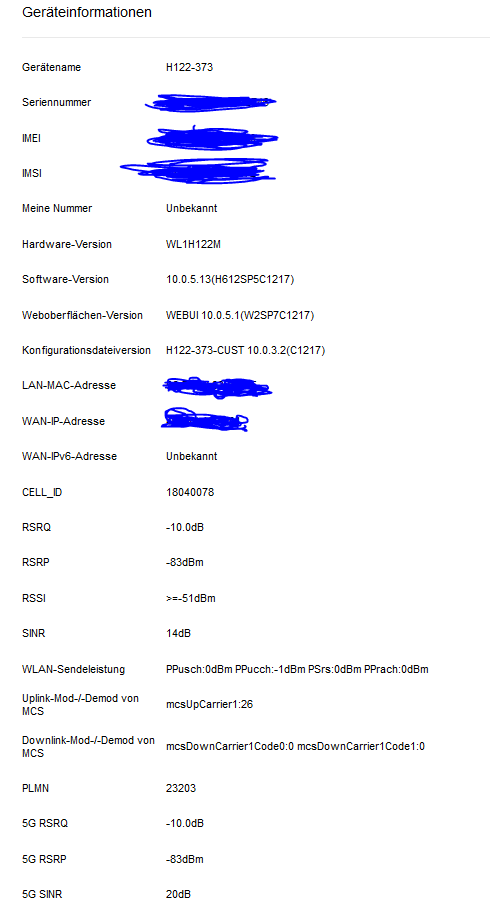 Geräteinformationen
Gerätename H122-373
Seriennummer
IMEI
IMSI
Meine Nummer Unbekannt
Hardware-Version WL1H122M
Software-Version 10.0.5.13(H612SP5C1217)
Weboberflächen-Version WEBUI 10.0.5.1(W2SP7C1217)
Konfigurationsdateiversion H122-373-CUST 10.0.3.2(C1217)
LAN-MAC-Adresse
WAN-IP-Adresse
WAN-IPv6-Adresse Unbekannt
CELL_ID 18040078
RSRQ -10.0dB
RSRP -83dBm
RSSI >=-51dBm
SINR 14dB
WLAN-Sendeleistung PPusch:0dBm PPucch:-1dBm PSrs:0dBm PPrach:0dBm
Uplink-Mod-/-Demod von
MCS mcsUpCarrier1:26
Downlink-Mod-/-Demod von
MCS mcsDownCarrier1Code0:0 mcsDownCarrier1Code1:0
PLMN 23203
5G RSRQ -10.0dB
5G RSRP -83dBm
5G SINR 20dB